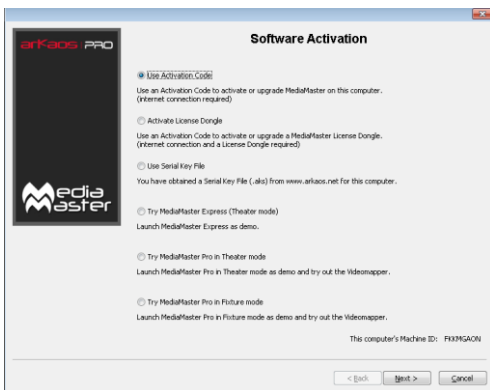 arkaos PRO
Software Activation
Use Activation Code
Use an Activation Code to activate or upgrade MediaMaster on this computer.
(internet connection required)
Activate License Dongle
Use an Activation Code to activate or upgrade a MediaMaster License Dongle.
(internet connection and a License Dongle required)
Use Serial Key File
You have obtained a Serial Key File (.aks) from www.arkaos.net for this computer.
Media
Master
Try MediaMaster Express (Theater mode)
Launch MediaMaster Express as demo.
Try MediaMaster Pro in Theater mode
Launch MediaMaster Pro in Theater mode as demo and try out the Videomapper.
Try MediaMaster Pro in Fixture mode
Launch MediaMaster Pro in Fixture mode as demo and try out the Videomapper.
This computer's Machine ID:
< Back Next > Cancel